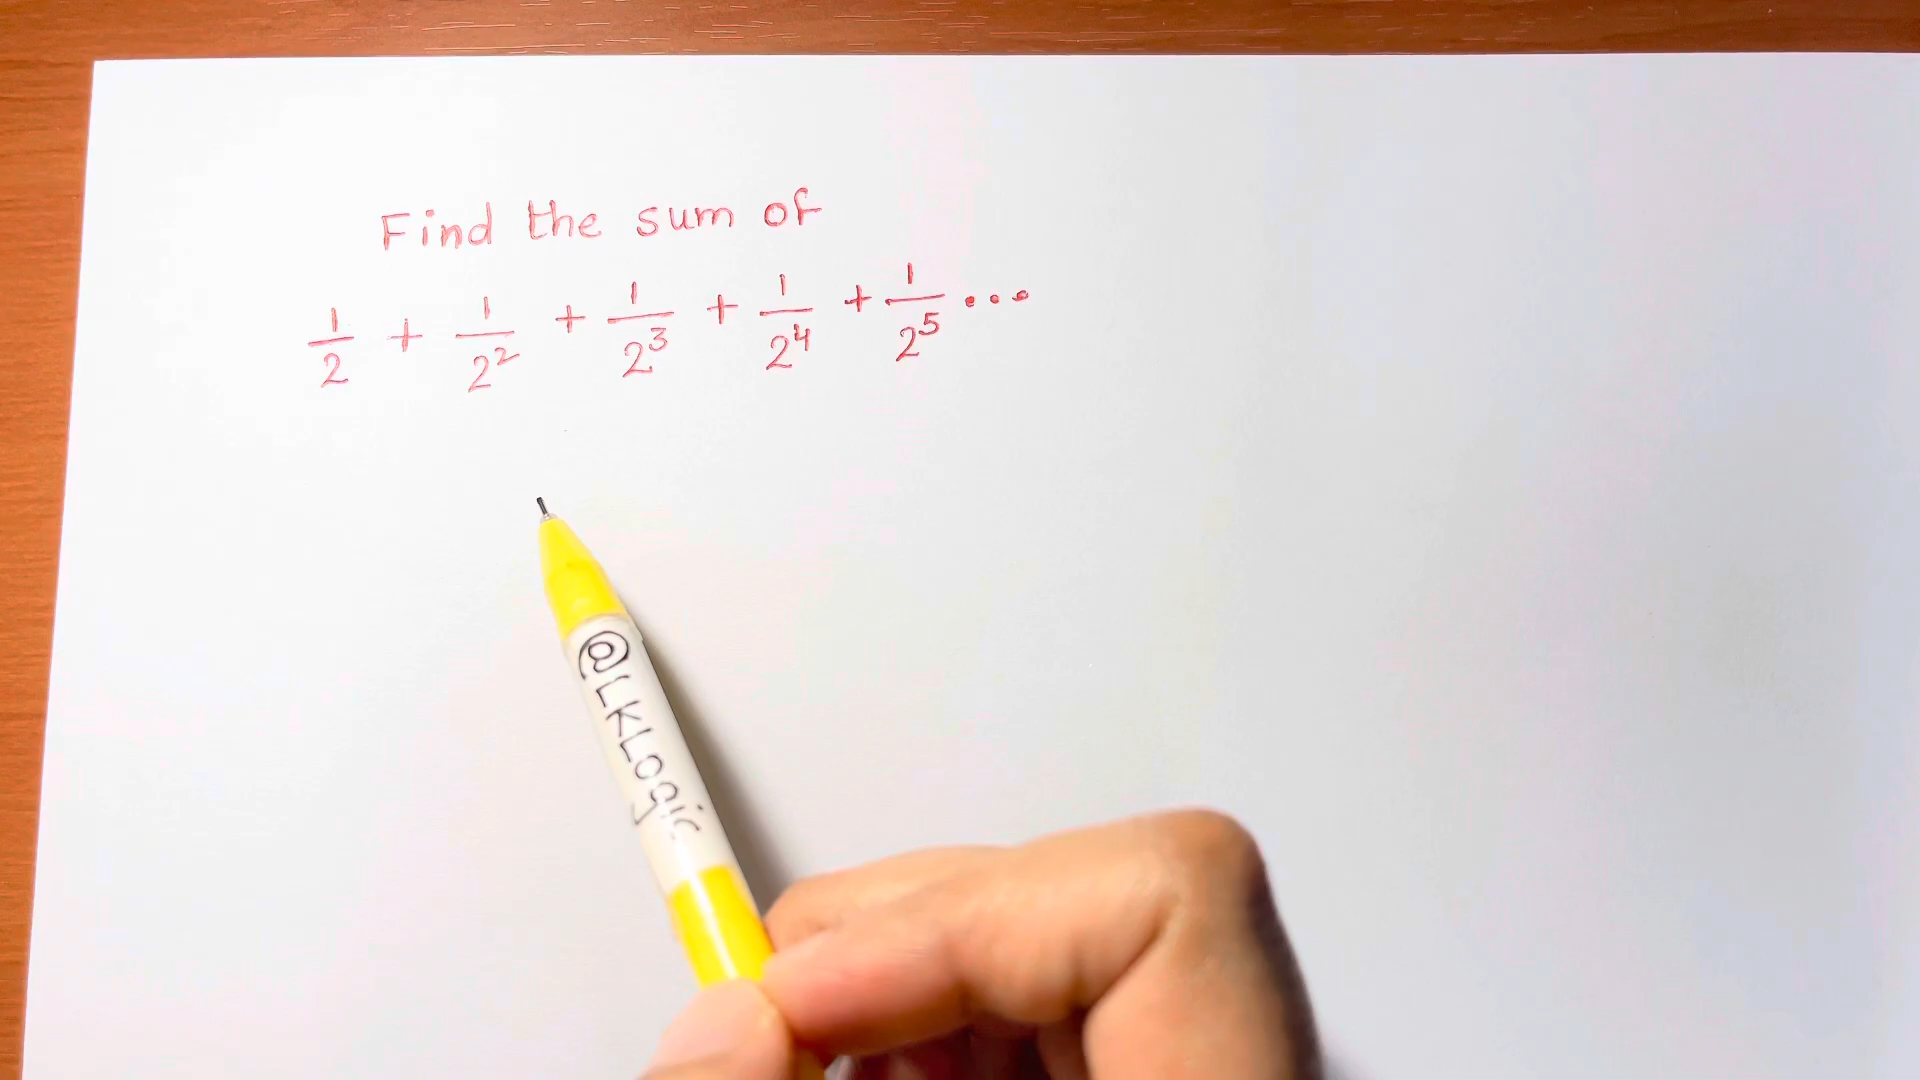 Find the sum of
1/2 + 1/2² + 1/2³ + 1/2⁴ + 1/2⁵ ...
@LKLogic